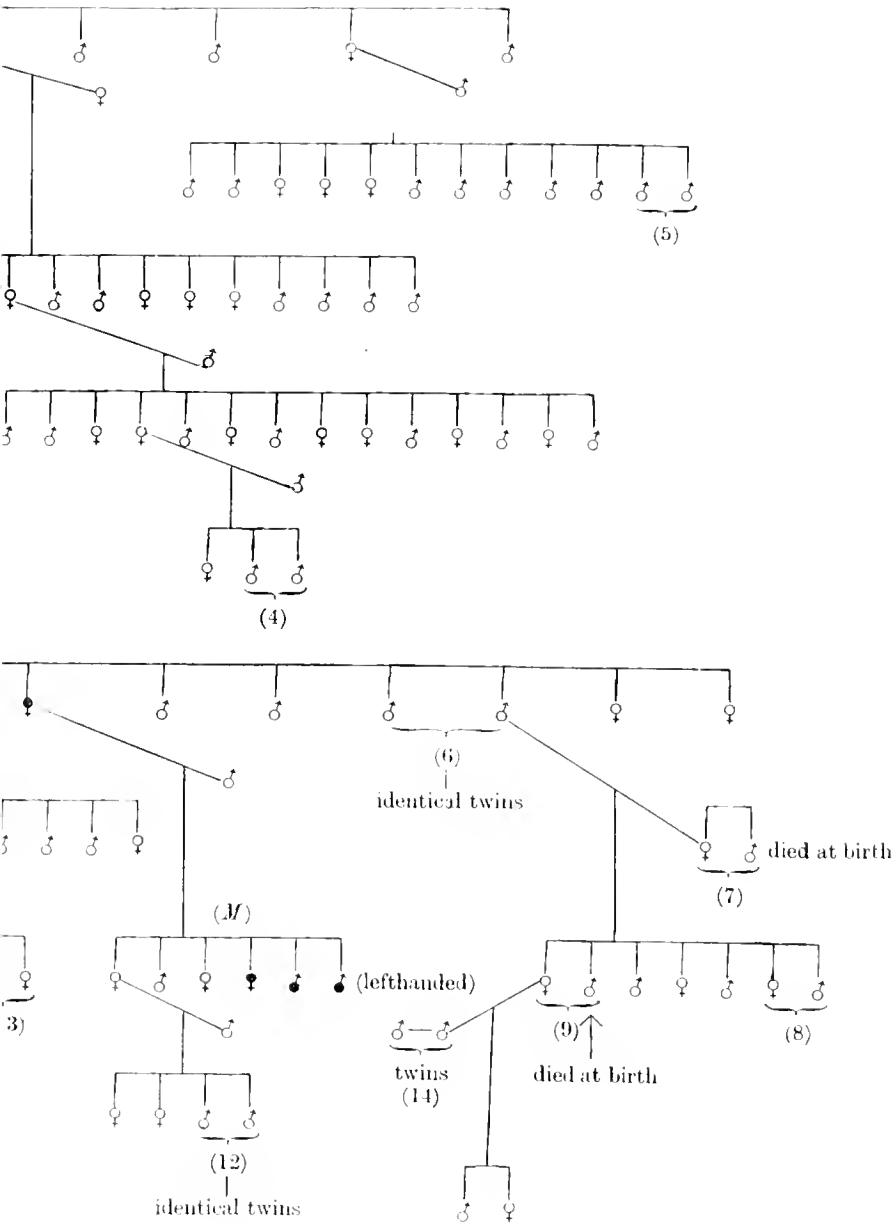 (5)
(4)
(6)
identical twins
died at birth
(7)
(M)
(lefthanded)
3)
(9)
(8)
twins
died at birth
(14)
(12)
identical twins